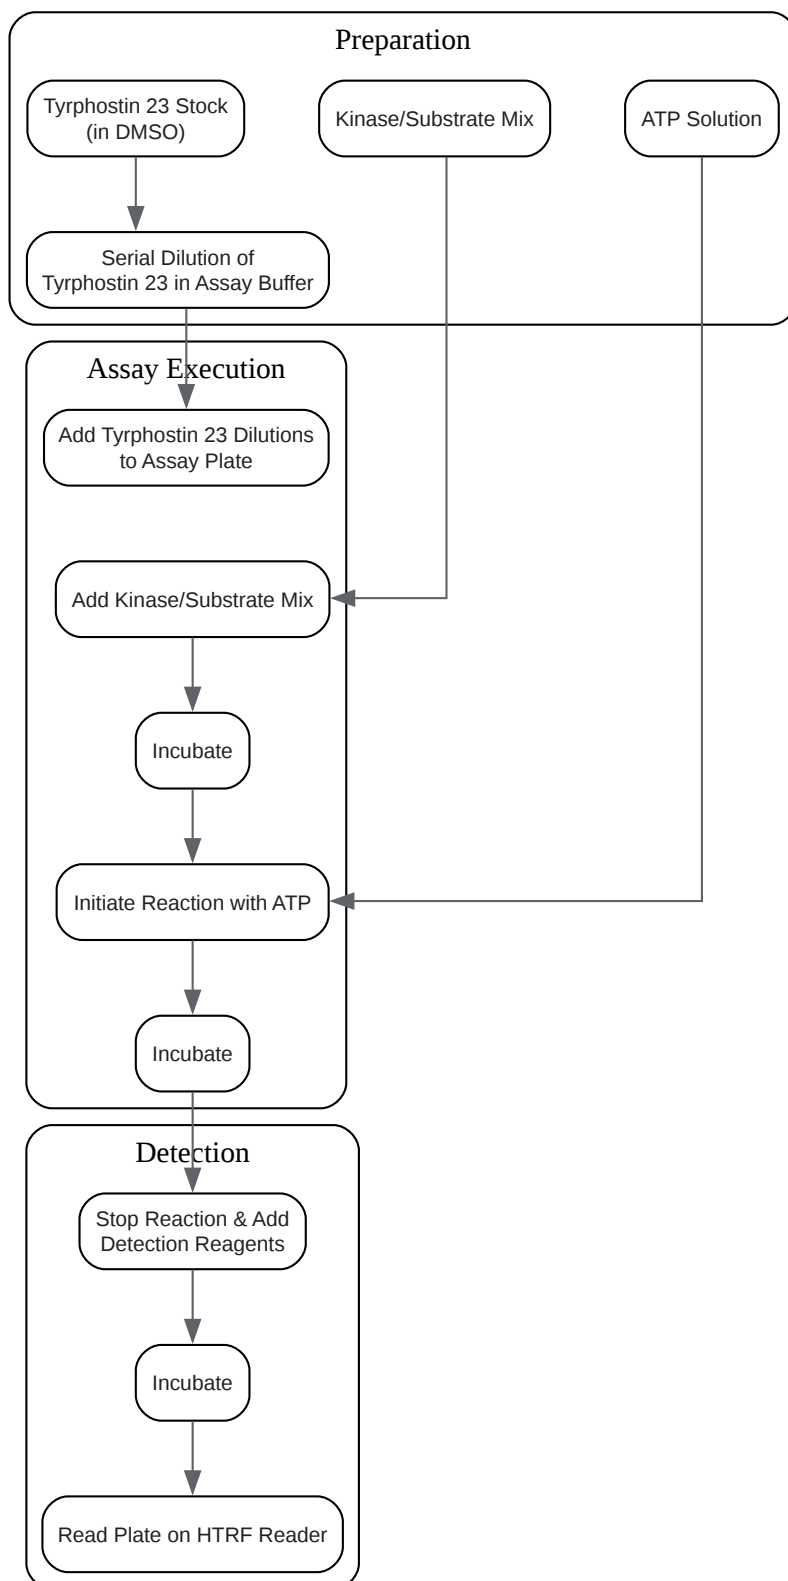 Preparation
Tyrphostin 23 Stock
(in DMSO)
Kinase/Substrate Mix
ATP Solution
Serial Dilution of
Tyrphostin 23 in Assay Buffer
Assay Execution
Add Tyrphostin 23 Dilutions
to Assay Plate
Add Kinase/Substrate Mix
Incubate
Initiate Reaction with ATP
Incubate
Detection
Stop Reaction & Add
Detection Reagents
Incubate
Read Plate on HTRF Reader